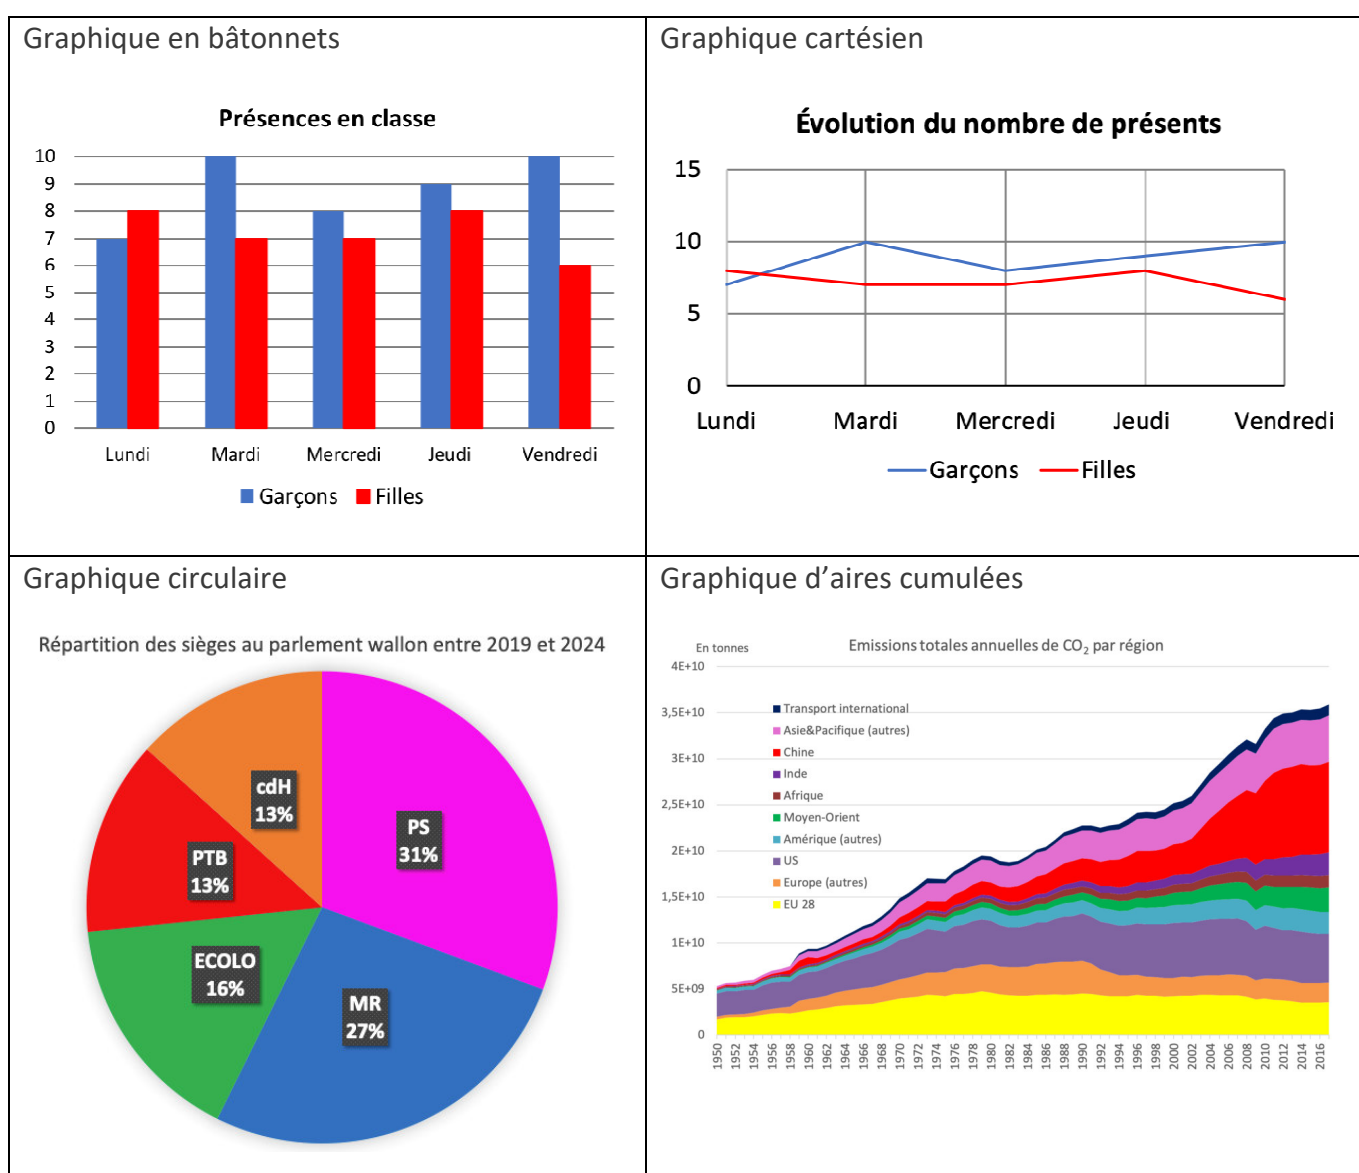 Graphique en bâtonnets
Présences en classe
10
9
8
7
6
5
4
3
2
1
0
Lundi Mardi Mercredi Jeudi Vendredi
Garçons Filles
Graphique cartésien
Évolution du nombre de présents
15
10
5
0
Lundi Mardi Mercredi Jeudi Vendredi
Garçons Filles
Graphique circulaire
Répartition des sièges au parlement wallon entre 2019 et 2024
cdH
13%
PS
31%
PTB
13%
ECOLO
16%
MR
27%
Graphique d’aires cumulées
En tonnes
Emissions totales annuelles de CO₂ par région
4E+10
3,5E+10
3E+10
2,5E+10
2E+10
1,5E+10
1E+10
5E+09
0
Transport international
Asie&Pacifique (autres)
Chine
Inde
Afrique
Moyen-Orient
Amérique (autres)
US
Europe (autres)
EU 28
1950 1952 1954 1956 1958 1960 1962 1964 1966 1968 1970 1972 1974 1976 1978 1980 1982 1984 1986 1988 1990 1992 1994 1996 1998 2000 2002 2004 2006 2008 2010 2012 2014 2016